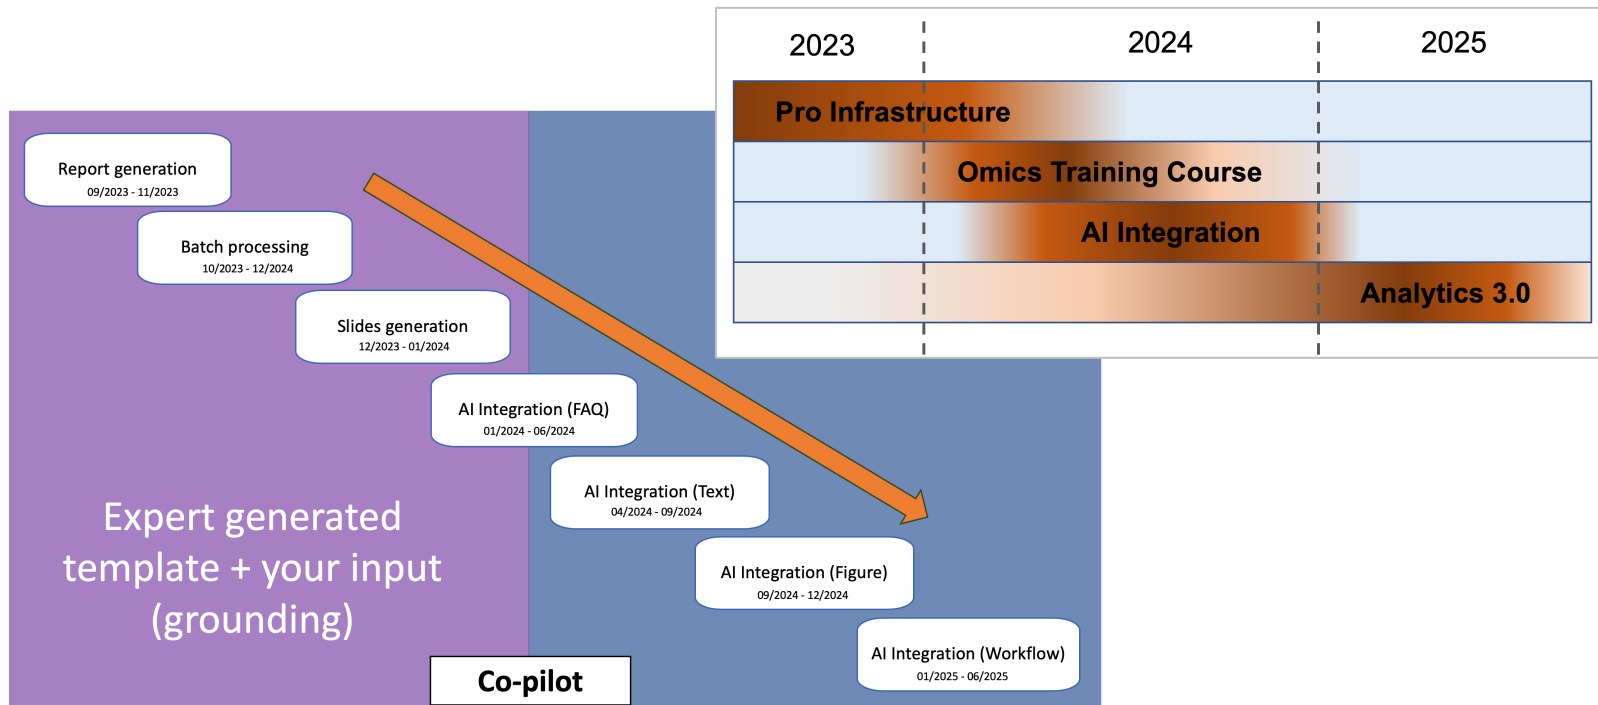 2023
2024
2025
Pro Infrastructure
Omics Training Course
AI Integration
Analytics 3.0
Report generation
09/2023 - 11/2023
Batch processing
10/2023 - 12/2024
Slides generation
12/2023 - 01/2024
AI Integration (FAQ)
01/2024 - 06/2024
AI Integration (Text)
04/2024 - 09/2024
AI Integration (Figure)
09/2024 - 12/2024
AI Integration (Workflow)
01/2025 - 06/2025
Expert generated
template + your input
(grounding)
Co-pilot